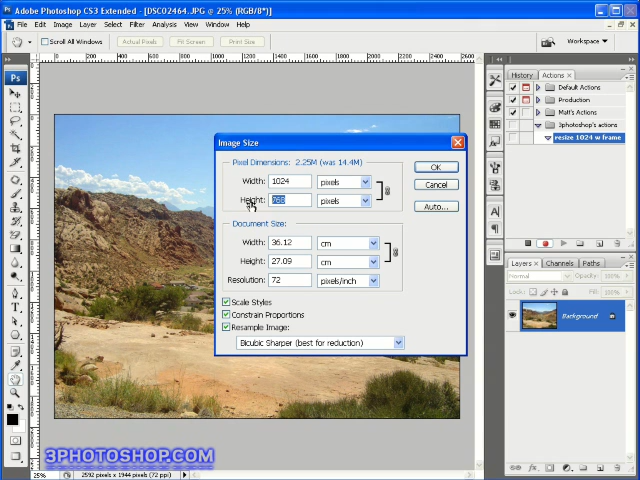 Adobe Photoshop CS3 Extended - [DSC02464.JPG @ 25% (RGB/8*)]
File Edit Image Layer Select Filter Analysis View Window Help
Scroll All Windows Actual Pixels Fit Screen Print Size Workspace
Ps
History Actions
Default Actions
Production
Matt's Actions
3photoshop's actions
resize 1024 w frame
Image Size
Pixel Dimensions: 2.25M (was 14.4M)
Width: 1024 pixels
Height: 768 pixels
Document Size:
Width: 36.12 cm
Height: 27.09 cm
Resolution: 72 pixels/inch
Scale Styles
Constrain Proportions
Resample Image:
Bicubic Sharper (best for reduction)
OK
Cancel
Auto...
Layers Channels Paths
Normal Opacity: 100%
Lock: Fill: 100%
Background
3PHOTOSHOP.COM
25% 2592 pixels x 1944 pixels (72 ppi)